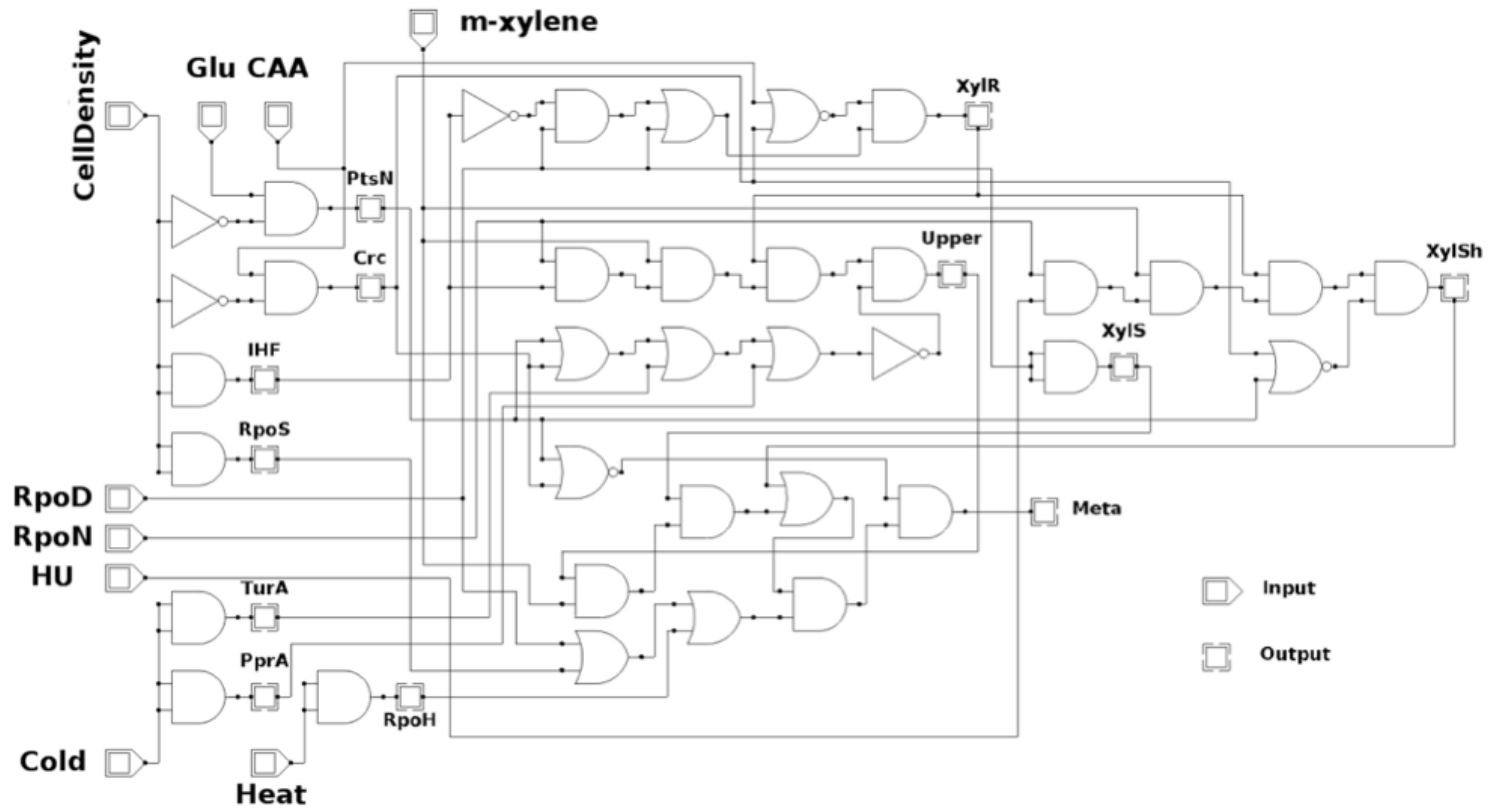 m-xylene
CellDensity
Glu CAA
XylR
PtsN
Upper
XylSh
Crc
XylS
IHF
RpoS
RpoD
Meta
RpoN
HU
TurA
Input
PprA
Output
RpoH
Cold
Heat